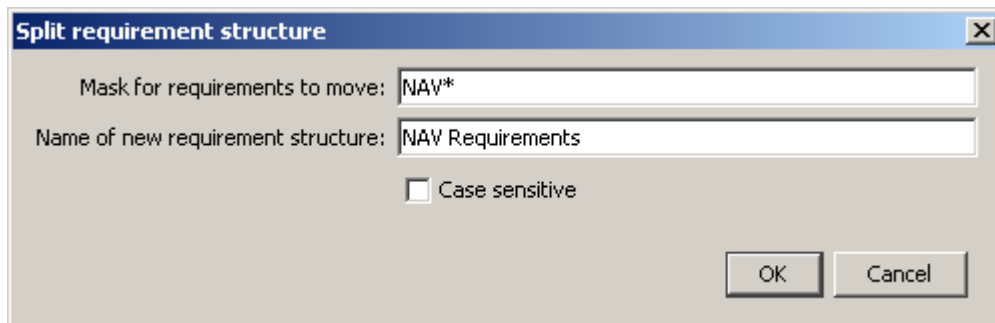 Split requirement structure
Mask for requirements to move: NAV*
Name of new requirement structure: NAV Requirements
Case sensitive
OK Cancel